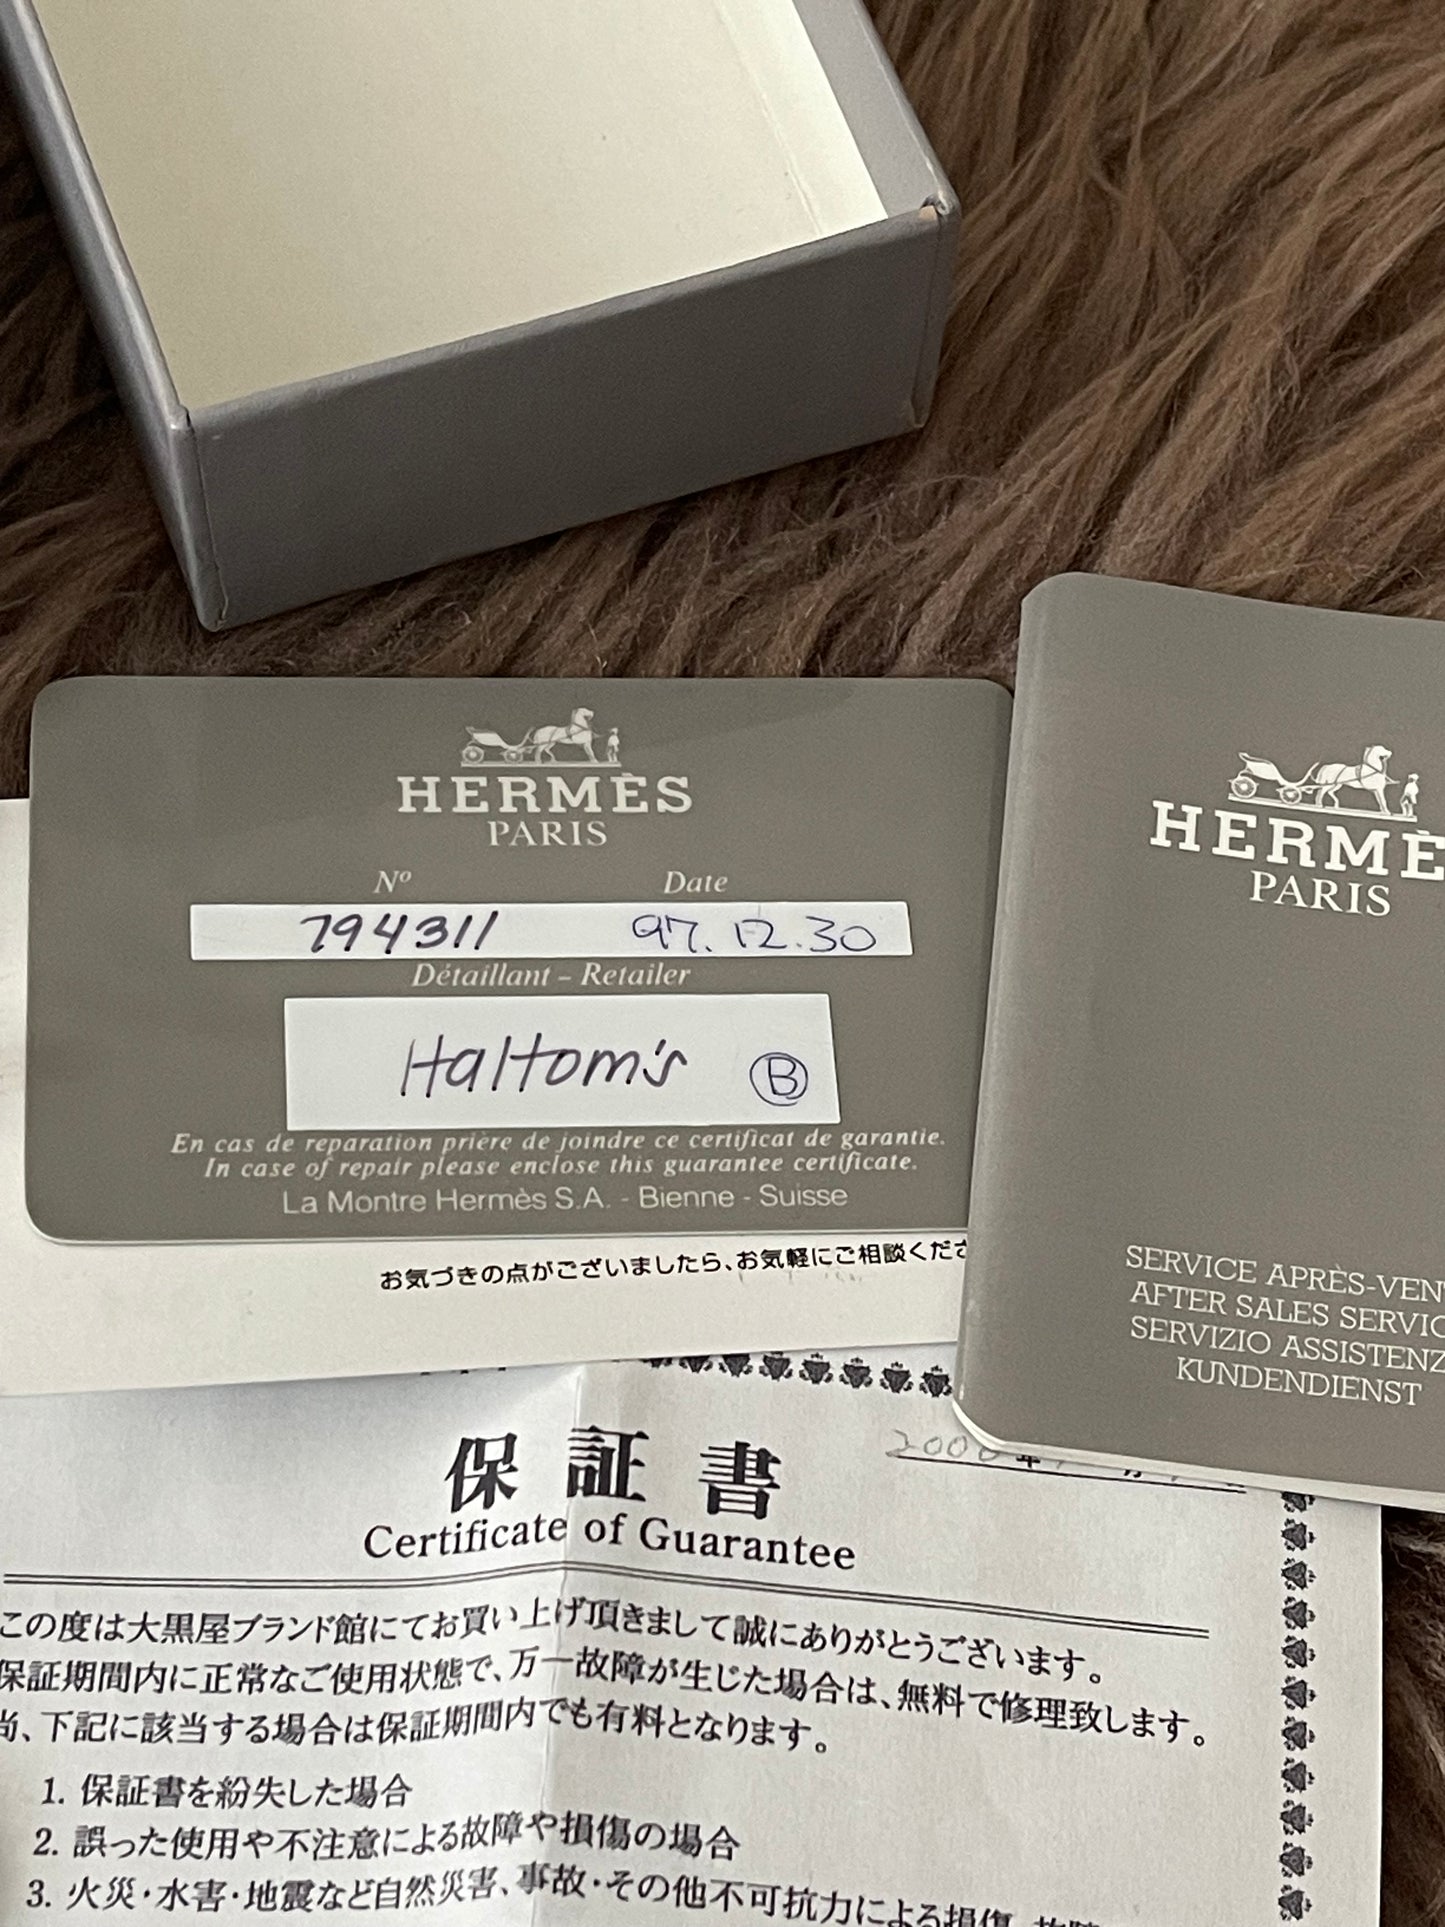 HERMÈS
PARIS
Nº Date
794311 97.12.30
Détaillant – Retailer
Haltom's B
En cas de reparation prière de joindre ce certificat de garantie.
In case of repair please enclose this guarantee certificate.
La Montre Hermès S.A. - Bienne - Suisse
HERMÈ
PARIS
SERVICE APRÈS-VEN
AFTER SALES SERVIC
SERVIZIO ASSISTENZ
KUNDENDIENST
お気づきの点がございましたら、お気軽にご相談くださ
2000年
保証書
Certificate of Guarantee
この度は大黒屋ブランド館にてお買い上げ頂きまして誠にありがとうございます。
保証期間内に正常なご使用状態で、万一故障が生じた場合は、無料で修理致します。
尚、下記に該当する場合は保証期間内でも有料となります。
1. 保証書を紛失した場合
2. 誤った使用や不注意による故障や損傷の場合
3. 火災・水害・地震など自然災害、事故・その他不可抗力による損傷、故障